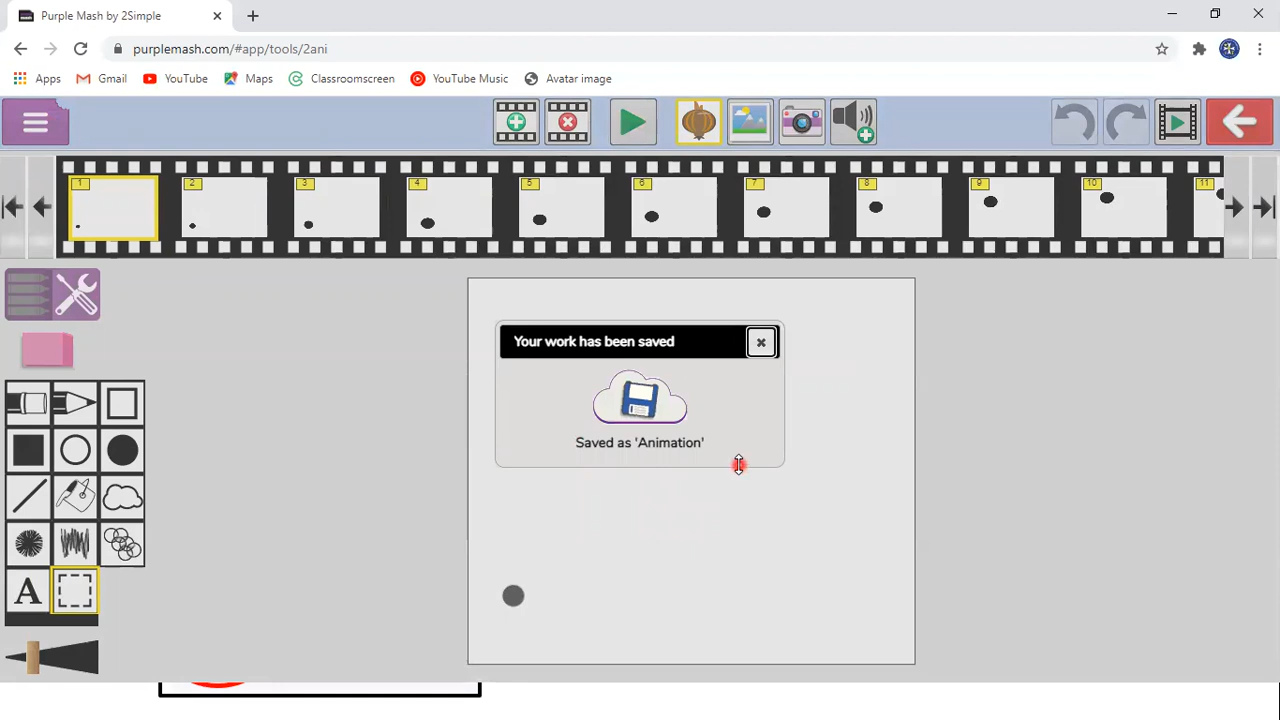 Purple Mash by 2Simple
purplemash.com/#app/tools/2ani
Apps Gmail YouTube Maps Classroomscreen YouTube Music Avatar image
1 2 3 4 5 6 7 8 9 10 11
Your work has been saved
Saved as 'Animation'
A